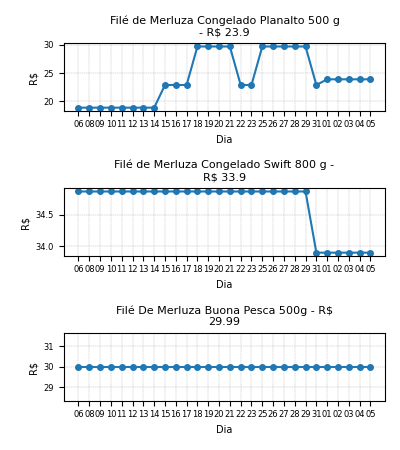 Filé de Merluza Congelado Planalto 500 g
- R$ 23.9
30
25
20
R$
06 08 09 10 11 12 13 14 15 16 17 18 19 20 21 22 23 25 26 27 28 29 30 31 01 02 03 04 05
Dia
Filé de Merluza Congelado Swift 800 g -
R$ 33.9
34.5
34.0
R$
06 08 09 10 11 12 13 14 15 16 17 18 19 20 21 22 23 25 26 27 28 29 30 31 01 02 03 04 05
Dia
Filé De Merluza Buona Pesca 500g - R$
29.99
31
30
29
R$
06 08 09 10 11 12 13 14 15 16 17 18 19 20 21 22 23 25 26 27 28 29 30 31 01 02 03 04 05
Dia